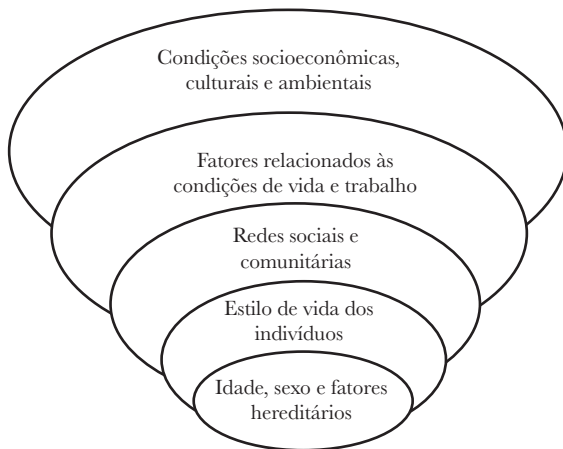 Condições socioeconômicas,
culturais e ambientais
Fatores relacionados às
condições de vida e trabalho
Redes sociais e
comunitárias
Estilo de vida dos
indivíduos
Idade, sexo e fatores
hereditários